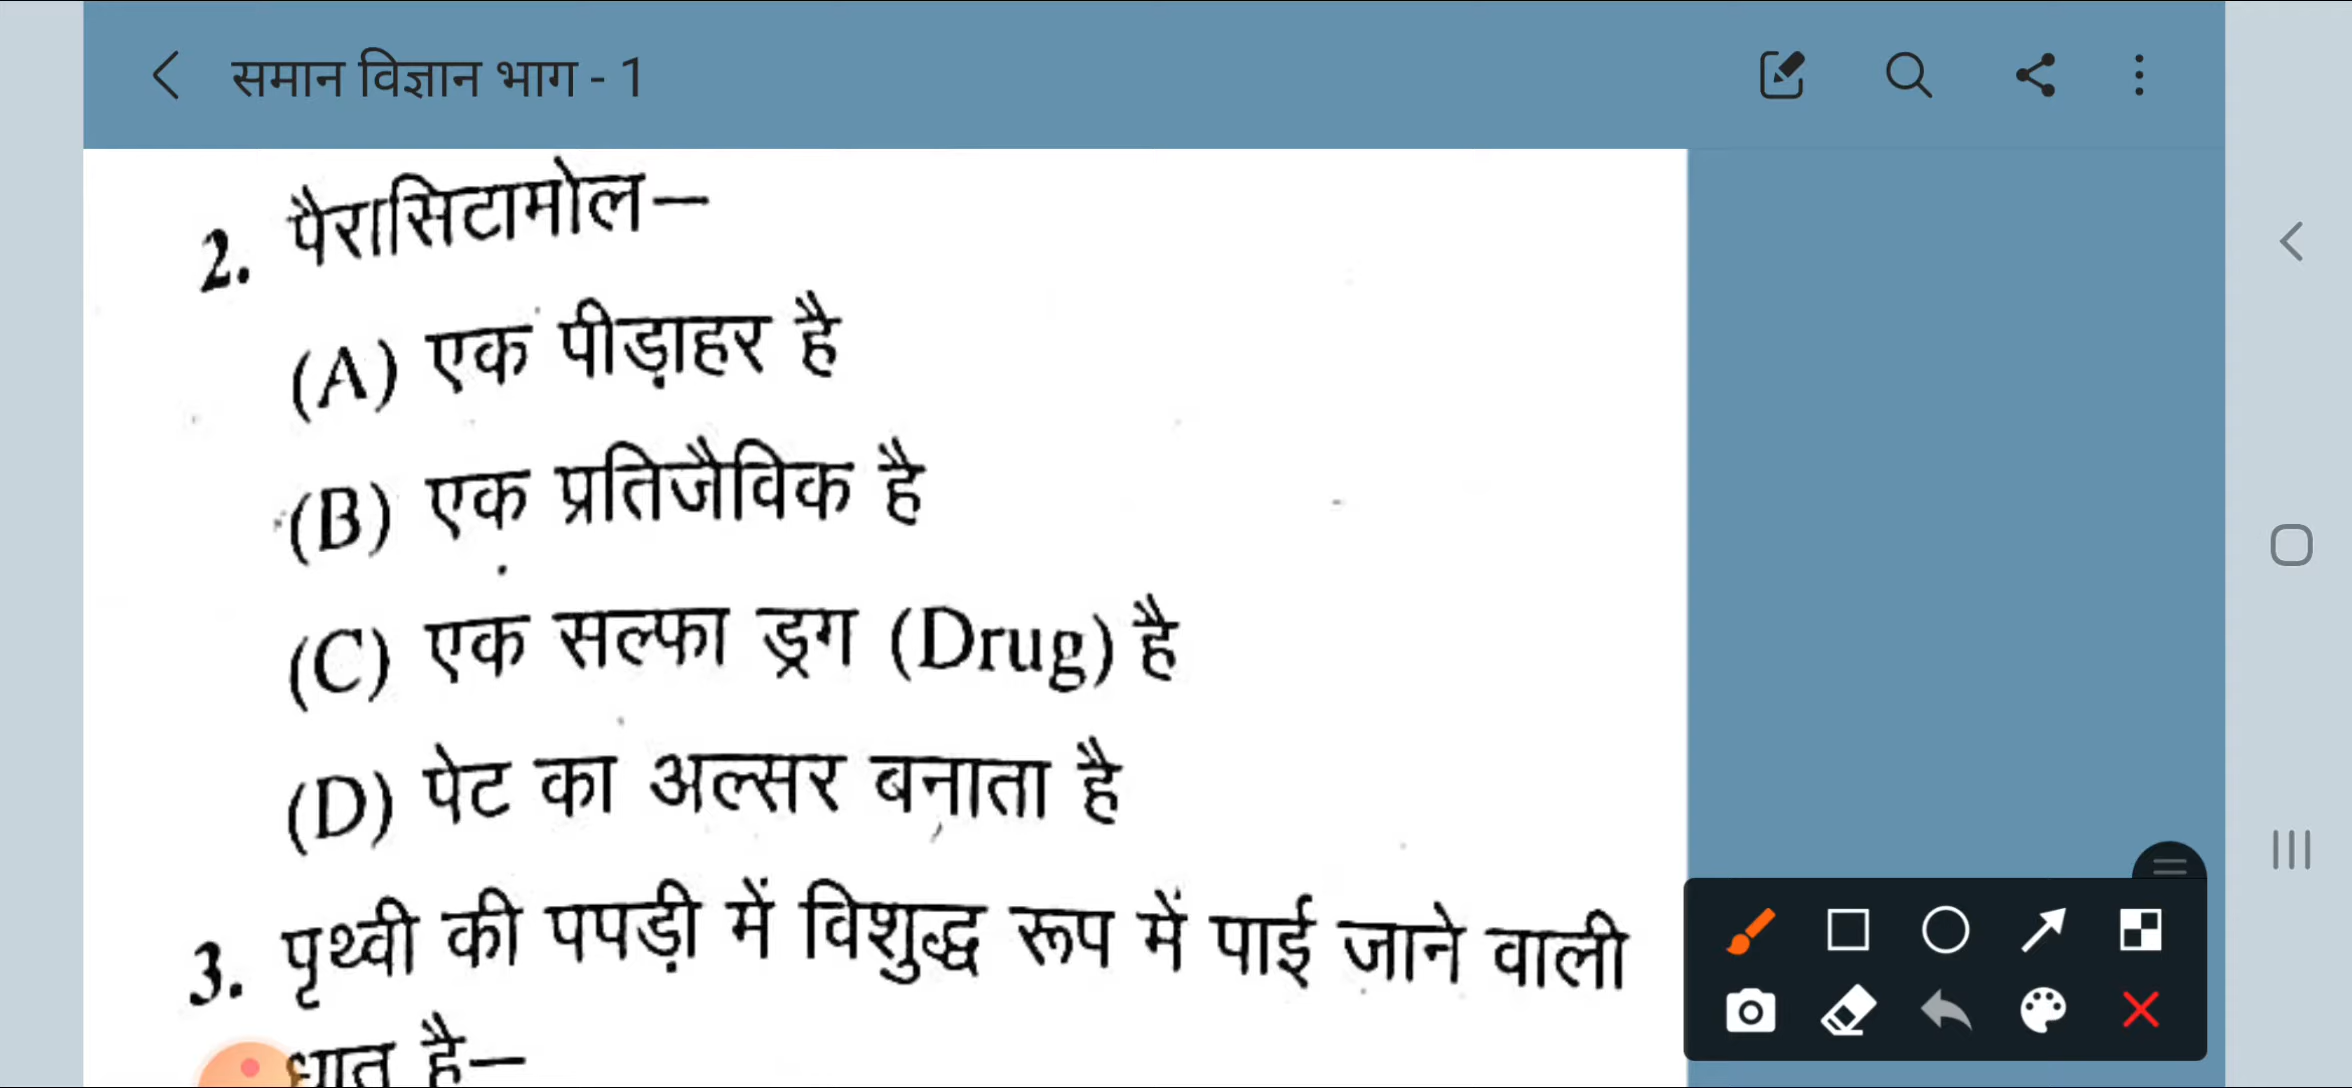 समान विज्ञान भाग - 1
2. पैरासिटामोल—
(A) एक पीड़ाहर है
(B) एक प्रतिजैविक है
(C) एक सल्फा ड्रग (Drug) है
(D) पेट का अल्सर बनाता है
3. पृथ्वी की पपड़ी में विशुद्ध रूप में पाई जाने वाली
है—